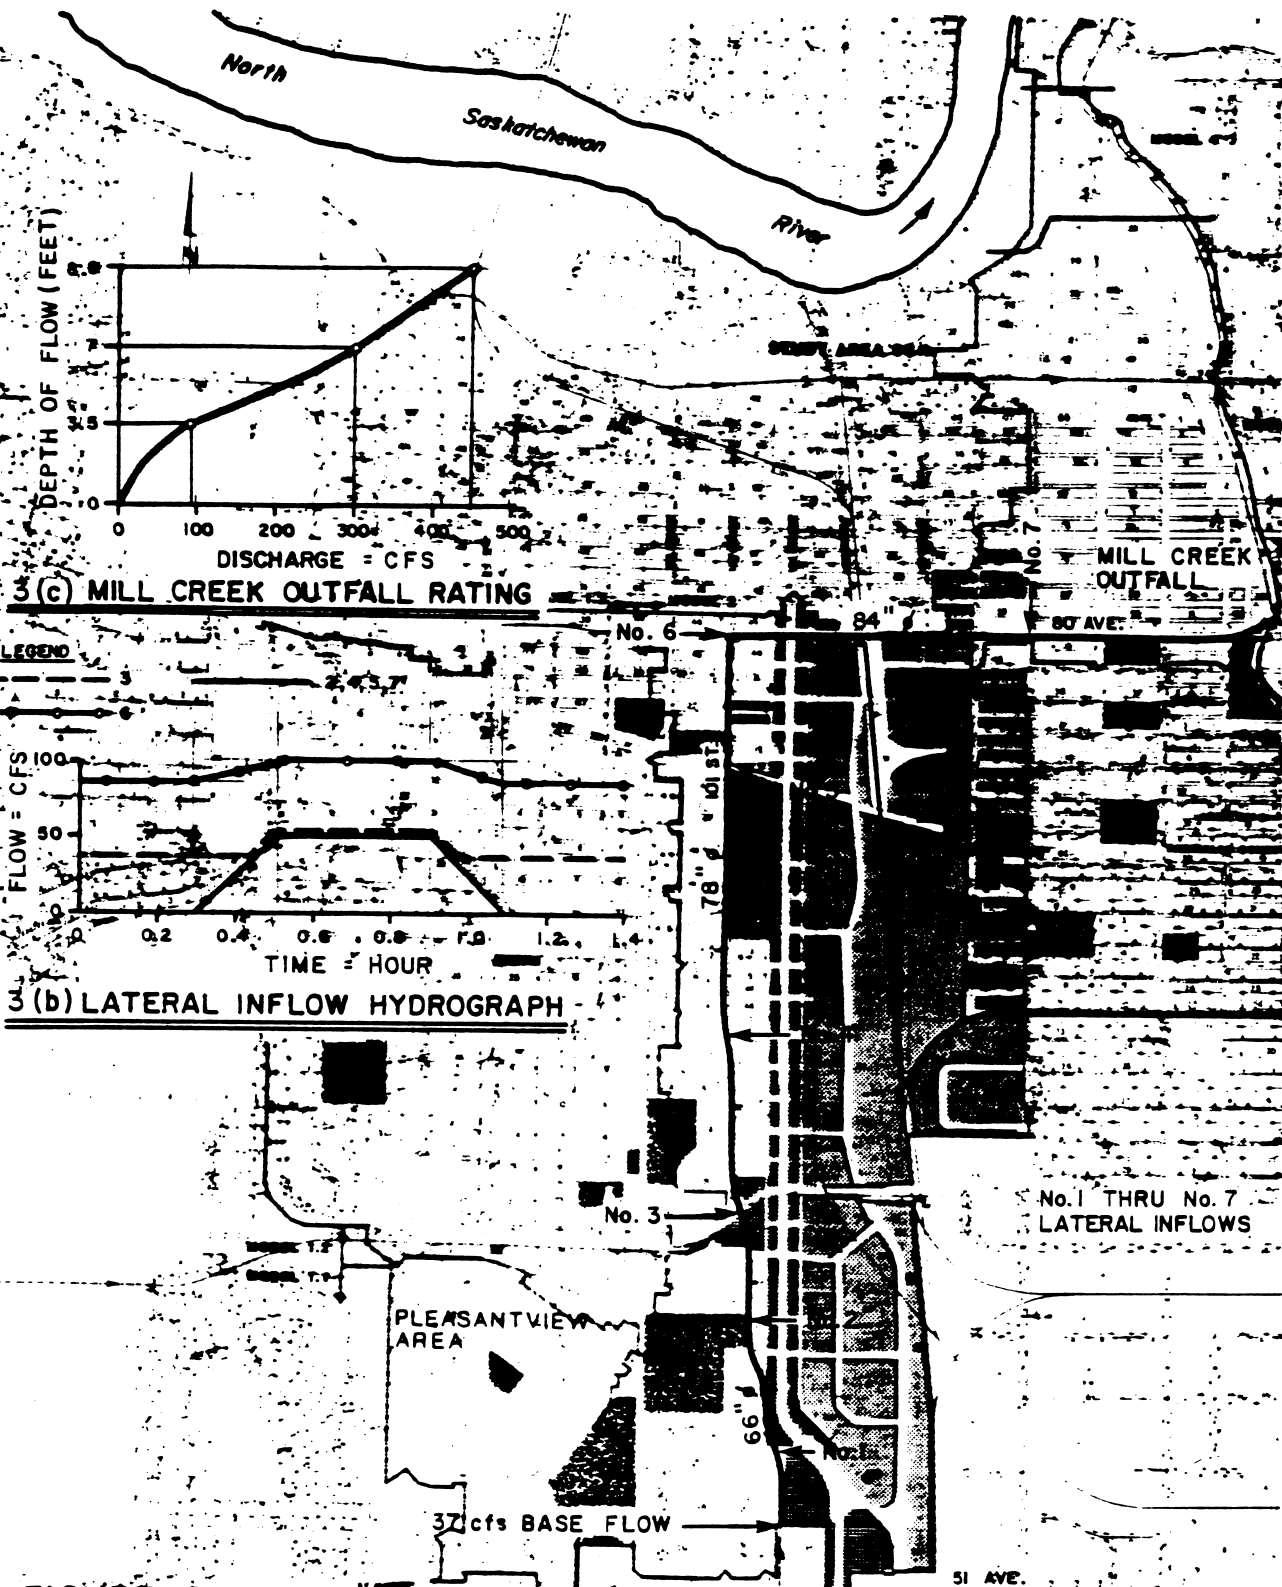 North
Saskatchewan
River
DEPTH OF FLOW (FEET)
7
3.5
0
0 100 200 300 400 500
DISCHARGE = CFS
3(c) MILL CREEK OUTFALL RATING
No. 7
MILL CREEK
OUTFALL
No. 6
84" ϕ
80 AVE.
LEGEND
3
2,4,5,7
6
FLOW = CFS
100
50
0
0 0.2 0.4 0.6 0.8 1.0 1.2 1.4
TIME = HOUR
3(b) LATERAL INFLOW HYDROGRAPH
78" ϕ 101 ST.
No. 3
No. 1 THRU No. 7
LATERAL INFLOWS
PLEASANTVIEW
AREA
66" ϕ
No. 1
37 cfs BASE FLOW
51 AVE.